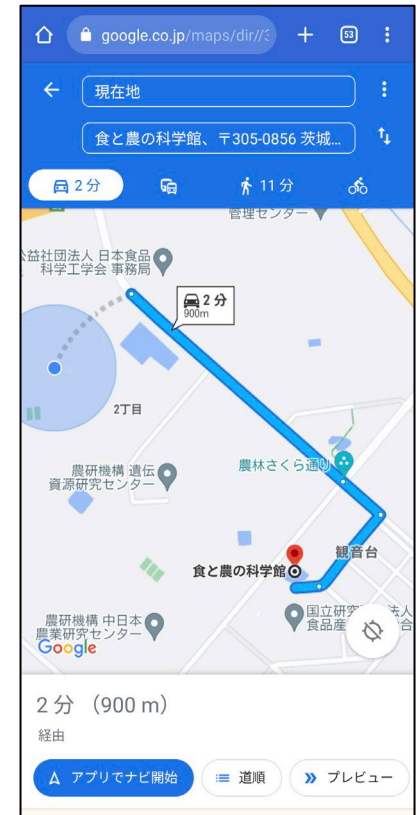 google.co.jp/maps/dir//3
53
現在地
食と農の科学館、〒305-0856 茨城...
2 分
11 分
管理センター
公益社団法人 日本食品
科学工学会 事務局
2 分
900m
2丁目
農研機構 遺伝
資源研究センター
農林さくら通り
観音台
食と農の科学館
国立研究
法人
食品産
合
農研機構 中日本
農業研究センター
Google
2 分 （900 m）
経由
アプリでナビ開始
道順
プレビュー